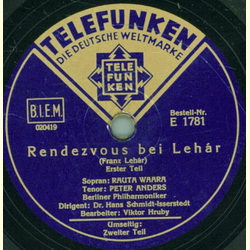 TELEFUNKEN
DIE DEUTSCHE WELTMARKE
TELE
FUN
KEN
B.I.E.M.
020419
Bestell-Nr.
E 1781
Rendezvous bei Lehár
(Franz Lehár)
Erster Teil
Sopran: RAUTA WAARA
Tenor: PETER ANDERS
Berliner Philharmoniker
Dirigent: Dr. Hans Schmidt-Isserstedt
Bearbeiter: Viktor Hruby
Umseitig:
Zweiter Teil